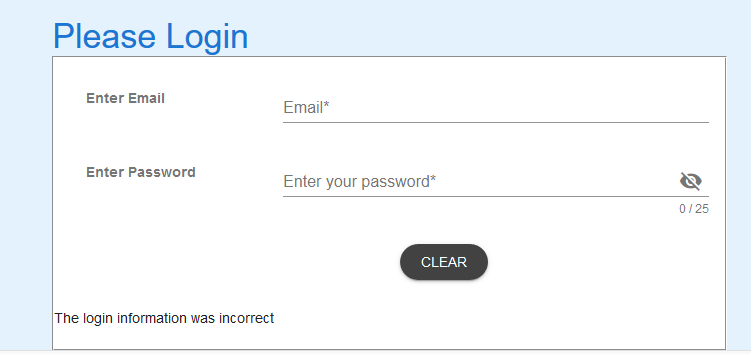 Please Login
Enter Email
Email*
Enter Password
Enter your password*
0 / 25
CLEAR
The login information was incorrect